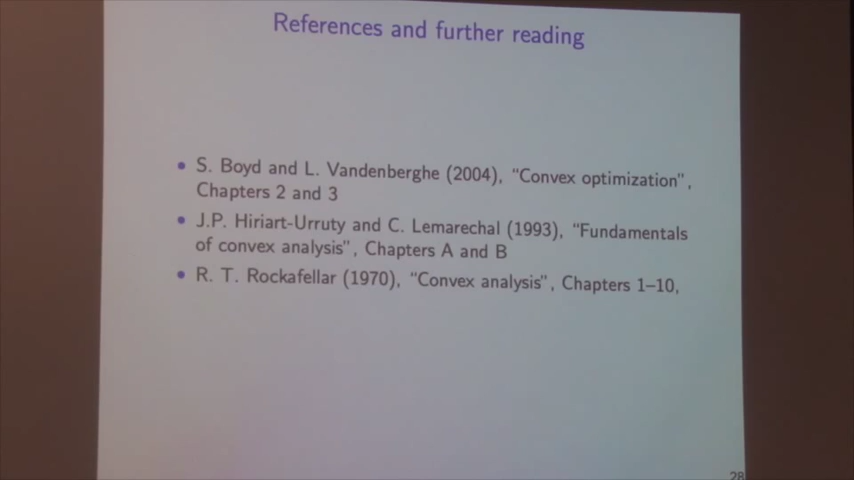 References and further reading
• S. Boyd and L. Vandenberghe (2004), “Convex optimization”,
Chapters 2 and 3
• J.P. Hiriart-Urruty and C. Lemarechal (1993), “Fundamentals
of convex analysis”, Chapters A and B
• R. T. Rockafellar (1970), “Convex analysis”, Chapters 1–10,
28